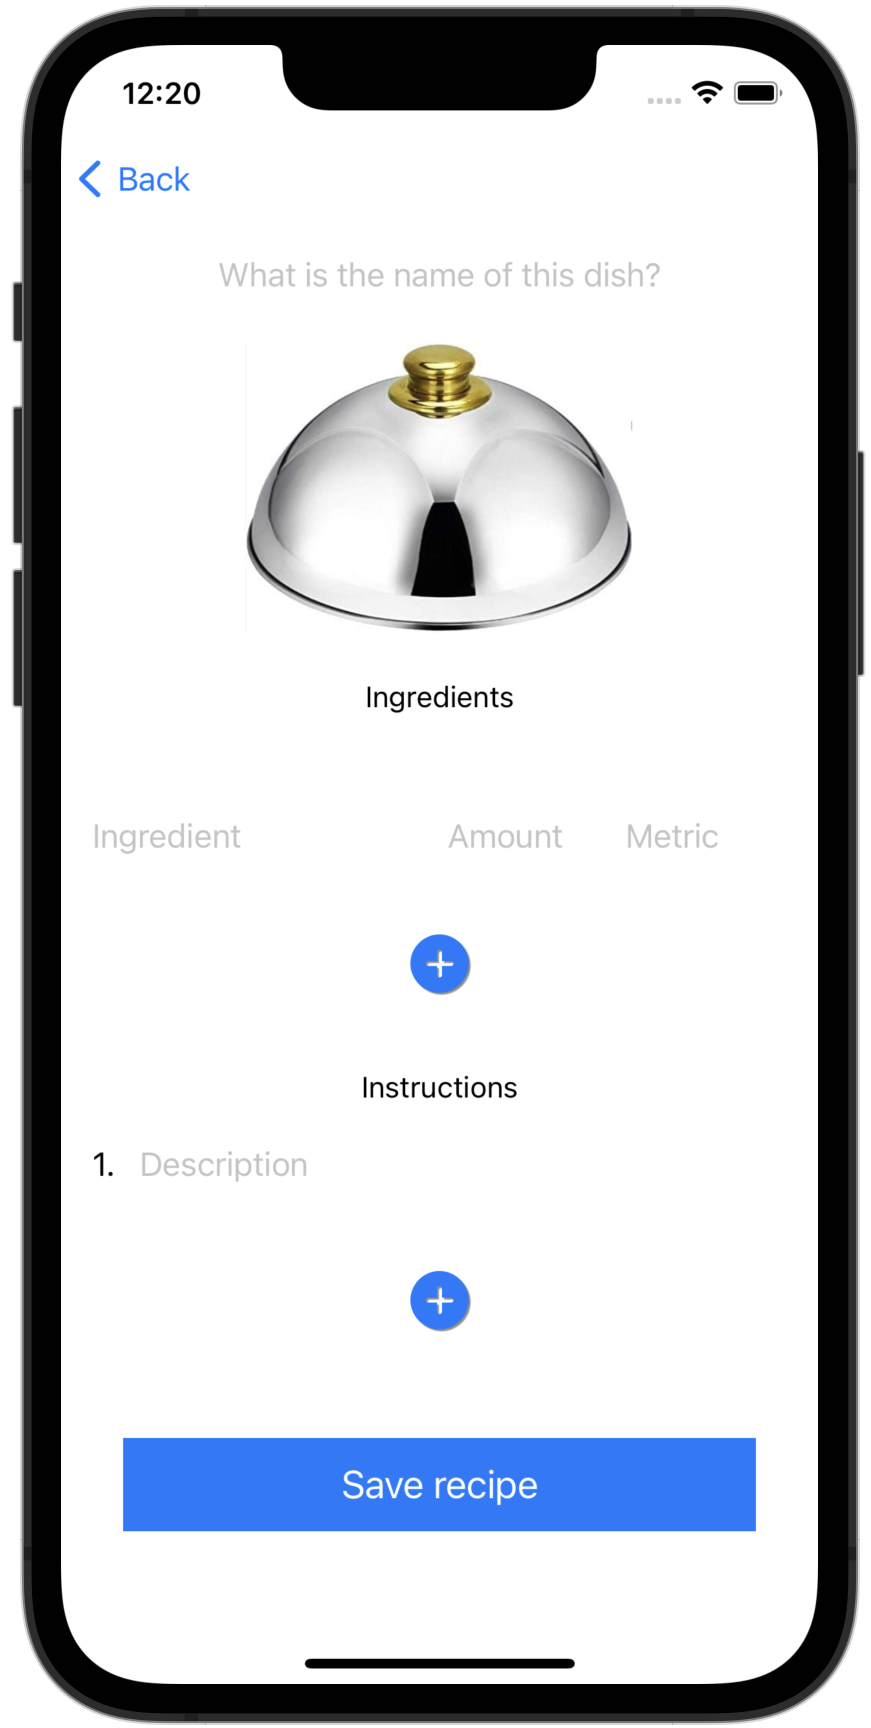 12:20
Back
What is the name of this dish?
Ingredients
Ingredient Amount Metric
+
Instructions
1. Description
+
Save recipe